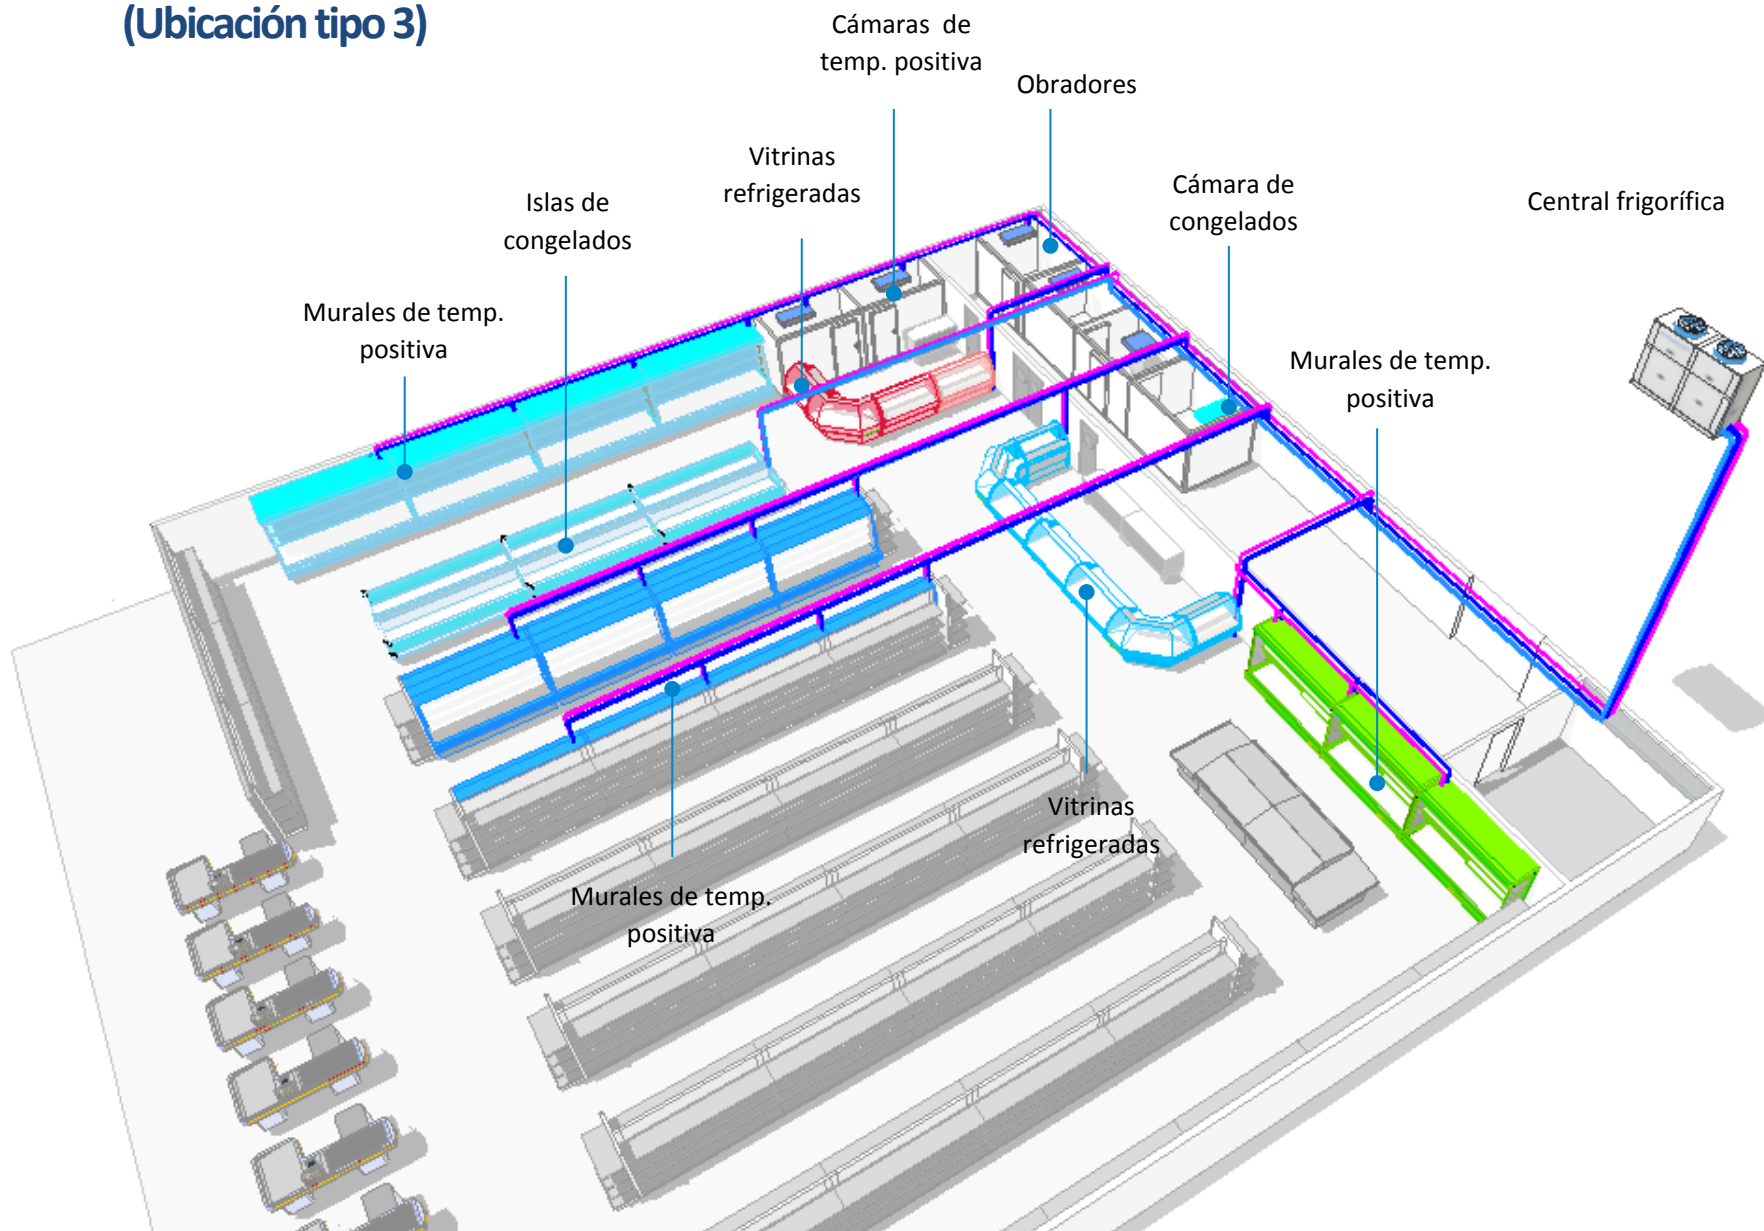 (Ubicación tipo 3)
Cámaras de
temp. positiva
Obradores
Vitrinas
refrigeradas
Islas de
congelados
Cámara de
congelados
Central frigorífica
Murales de temp.
positiva
Murales de temp.
positiva
Vitrinas
refrigeradas
Murales de temp.
positiva